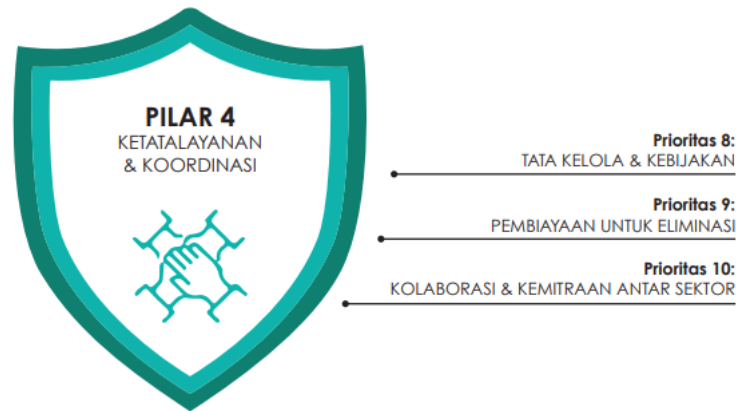 PILAR 4
KETATALAYANAN
& KOORDINASI
Prioritas 8:
TATA KELOLA & KEBIJAKAN
Prioritas 9:
PEMBIAYAAN UNTUK ELIMINASI
Prioritas 10:
KOLABORASI & KEMITRAAN ANTAR SEKTOR